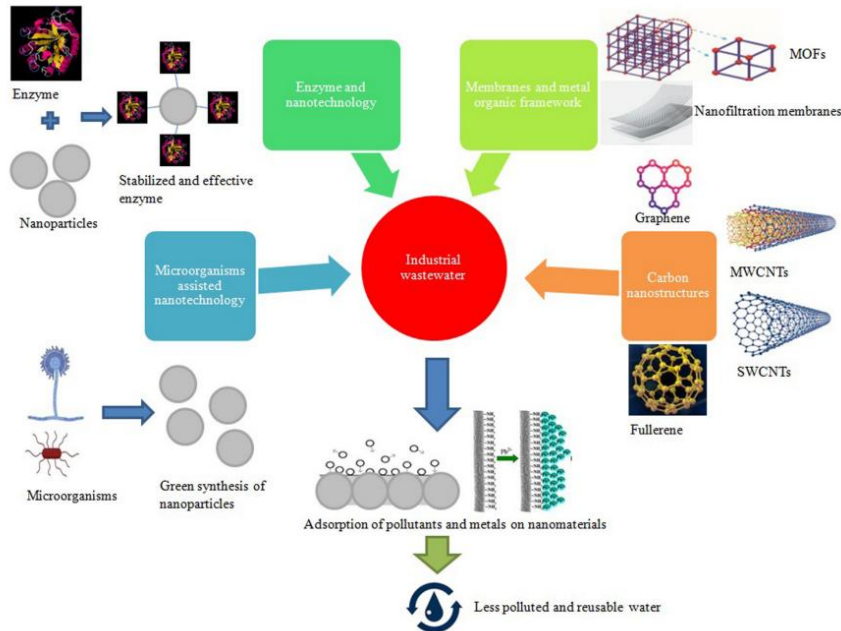 Enzyme
Nanoparticles
Stabilized and effective
enzyme
Enzyme and
nanotechnology
Membranes and metal
organic framework
MOFs
Nanofiltration membranes
Graphene
MWCNTs
Carbon
nanostructures
SWCNTs
Fullerene
Microorganisms
assisted
nanotechnology
Industrial
wastewater
Microorganisms
Green synthesis of
nanoparticles
Adsorption of pollutants and metals on nanomaterials
Less polluted and reusable water